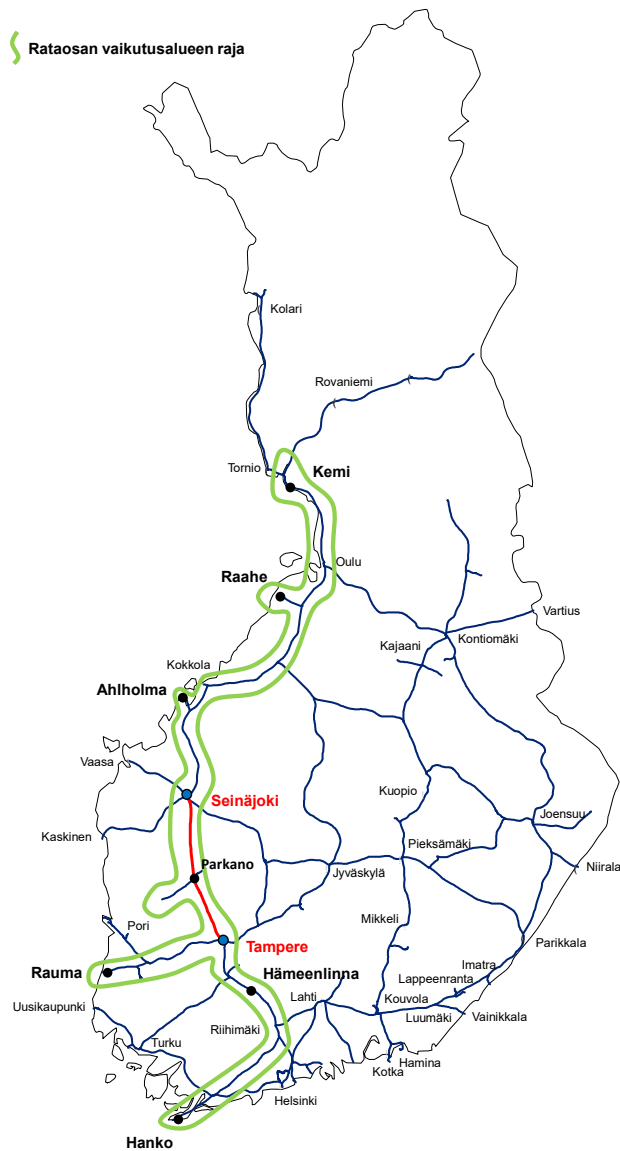 Rataosan vaikutusalueen raja
Kolari
Rovaniemi
Tornio
Kemi
Oulu
Raahe
Vartius
Kontiomäki
Kajaani
Kokkola
Ahlholma
Vaasa
Seinäjoki
Kuopio
Joensuu
Kaskinen
Pieksämäki
Parkano
Jyväskylä
Niirala
Mikkeli
Pori
Tampere
Parikkala
Imatra
Rauma
Hämeenlinna
Lappeenranta
Lahti
Kouvola
Uusikaupunki
Luumäki
Vainikkala
Riihimäki
Turku
Hamina
Kotka
Helsinki
Hanko